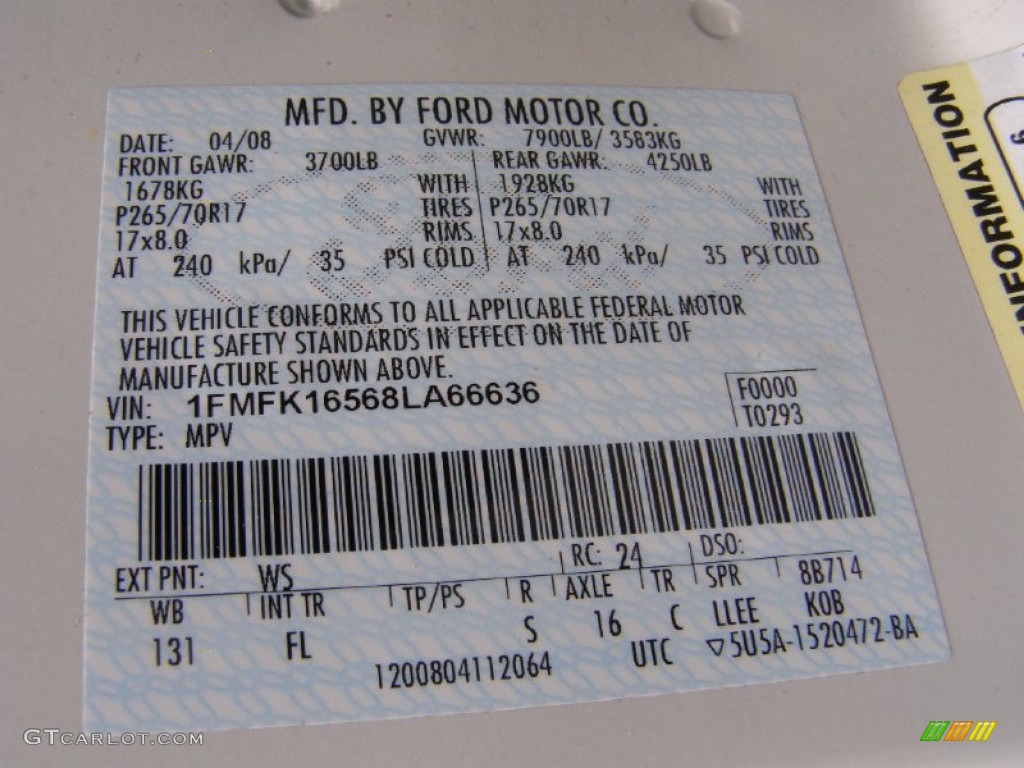 MFD. BY FORD MOTOR CO.
DATE: 04/08 GVWR: 7900LB/ 3583KG
FRONT GAWR: 3700LB REAR GAWR: 4250LB
1678KG WITH 1928KG WITH
P265/70R17 TIRES P265/70R17 TIRES
17x8.0 RIMS 17x8.0 RIMS
AT 240 kPa/ 35 PSI COLD AT 240 kPa/ 35 PSI COLD
THIS VEHICLE CONFORMS TO ALL APPLICABLE FEDERAL MOTOR
VEHICLE SAFETY STANDARDS IN EFFECT ON THE DATE OF
MANUFACTURE SHOWN ABOVE.
VIN: 1FMFK16568LA66636 F0000
TYPE: MPV T0293
EXT PNT: WS RC: 24 DSO:
WB INT TR TP/PS R AXLE TR SPR 8B714
131 FL S 16 C LLEE K0B
1200804112064 UTC ▽5U5A-1520472-BA
INFORMATION
6
GTCARLOT.COM